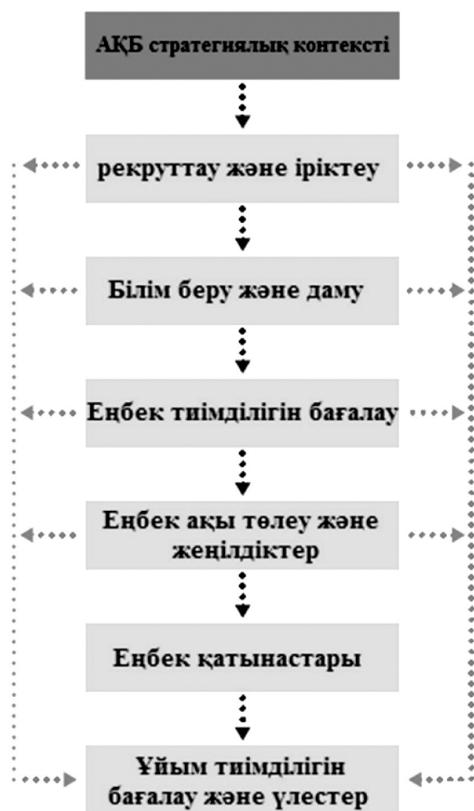 АҚБ стратегиялық контексті
рекруттау және іріктеу
Білім беру және даму
Еңбек тиімділігін бағалау
Еңбек ақы төлеу және
жеңілдіктер
Еңбек қатынастары
Ұйым тиімділігін
бағалау және үлестер